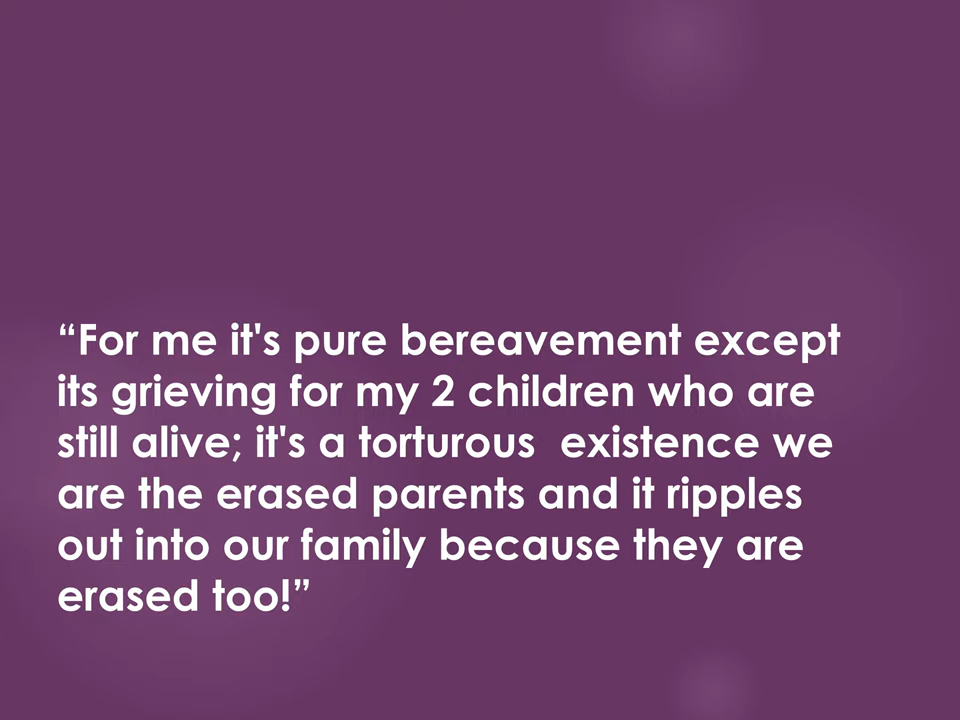 “For me it's pure bereavement except
its grieving for my 2 children who are
still alive; it's a torturous  existence we
are the erased parents and it ripples
out into our family because they are
erased too!”